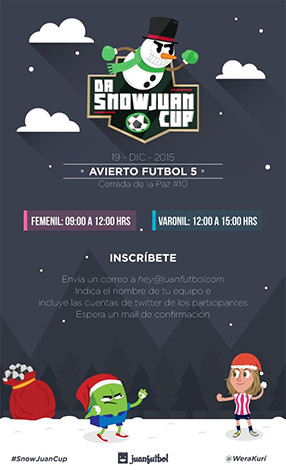 DA
SNOWJUAN
CUP
19 - DIC - 2015
• AVIERTO FUTBOL 5 •
Cerrada de la Paz #10
FEMENIL: 09:00 A 12:00 HRS
VARONIL: 12:00 A 15:00 HRS
INSCRÍBETE
Envía un correo a hey@juanfutbol.com
Indica el nombre de tu equipo e
incluye las cuentas de twitter de los participantes
Espera un mail de confirmación
#SnowJuanCup
juanfutbol
@WeraKuri